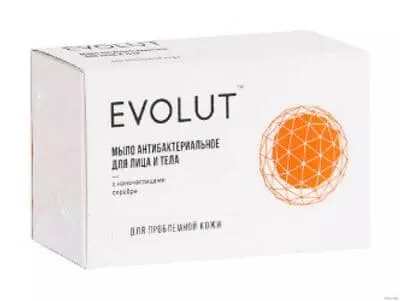 EVOLUT™
МЫЛО АНТИБАКТЕРИАЛЬНОЕ
ДЛЯ ЛИЦА И ТЕЛА
с наночастицами
серебра
ДЛЯ ПРОБЛЕМНОЙ КОЖИ